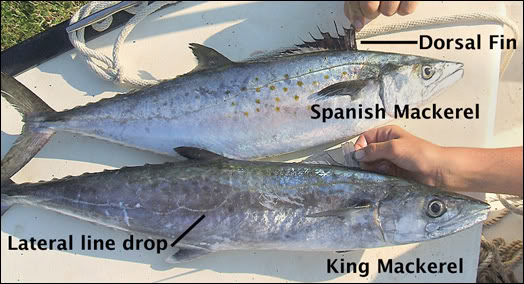 Dorsal Fin
Spanish Mackerel
Lateral line drop
King Mackerel